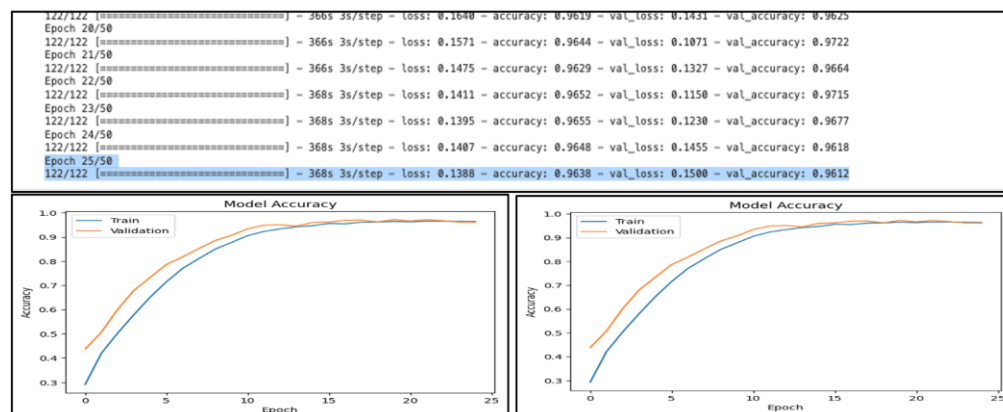 122/122 [==============================] - 366s 3s/step - loss: 0.1640 - accuracy: 0.9619 - val_loss: 0.1431 - val_accuracy: 0.9625
Epoch 20/50
122/122 [==============================] - 366s 3s/step - loss: 0.1571 - accuracy: 0.9644 - val_loss: 0.1071 - val_accuracy: 0.9722
Epoch 21/50
122/122 [==============================] - 366s 3s/step - loss: 0.1475 - accuracy: 0.9629 - val_loss: 0.1327 - val_accuracy: 0.9664
Epoch 22/50
122/122 [==============================] - 368s 3s/step - loss: 0.1411 - accuracy: 0.9652 - val_loss: 0.1150 - val_accuracy: 0.9715
Epoch 23/50
122/122 [==============================] - 368s 3s/step - loss: 0.1395 - accuracy: 0.9655 - val_loss: 0.1230 - val_accuracy: 0.9677
Epoch 24/50
122/122 [==============================] - 368s 3s/step - loss: 0.1407 - accuracy: 0.9648 - val_loss: 0.1455 - val_accuracy: 0.9618
Epoch 25/50
122/122 [==============================] - 368s 3s/step - loss: 0.1388 - accuracy: 0.9638 - val_loss: 0.1500 - val_accuracy: 0.9612
Model Accuracy
1.0
0.9
0.8
0.7
0.6
0.5
0.4
0.3
Accuracy
Train
Validation
0 5 10 15 20 25
Epoch
Model Accuracy
1.0
0.9
0.8
0.7
0.6
0.5
0.4
0.3
Accuracy
Train
Validation
0 5 10 15 20 25
Epoch